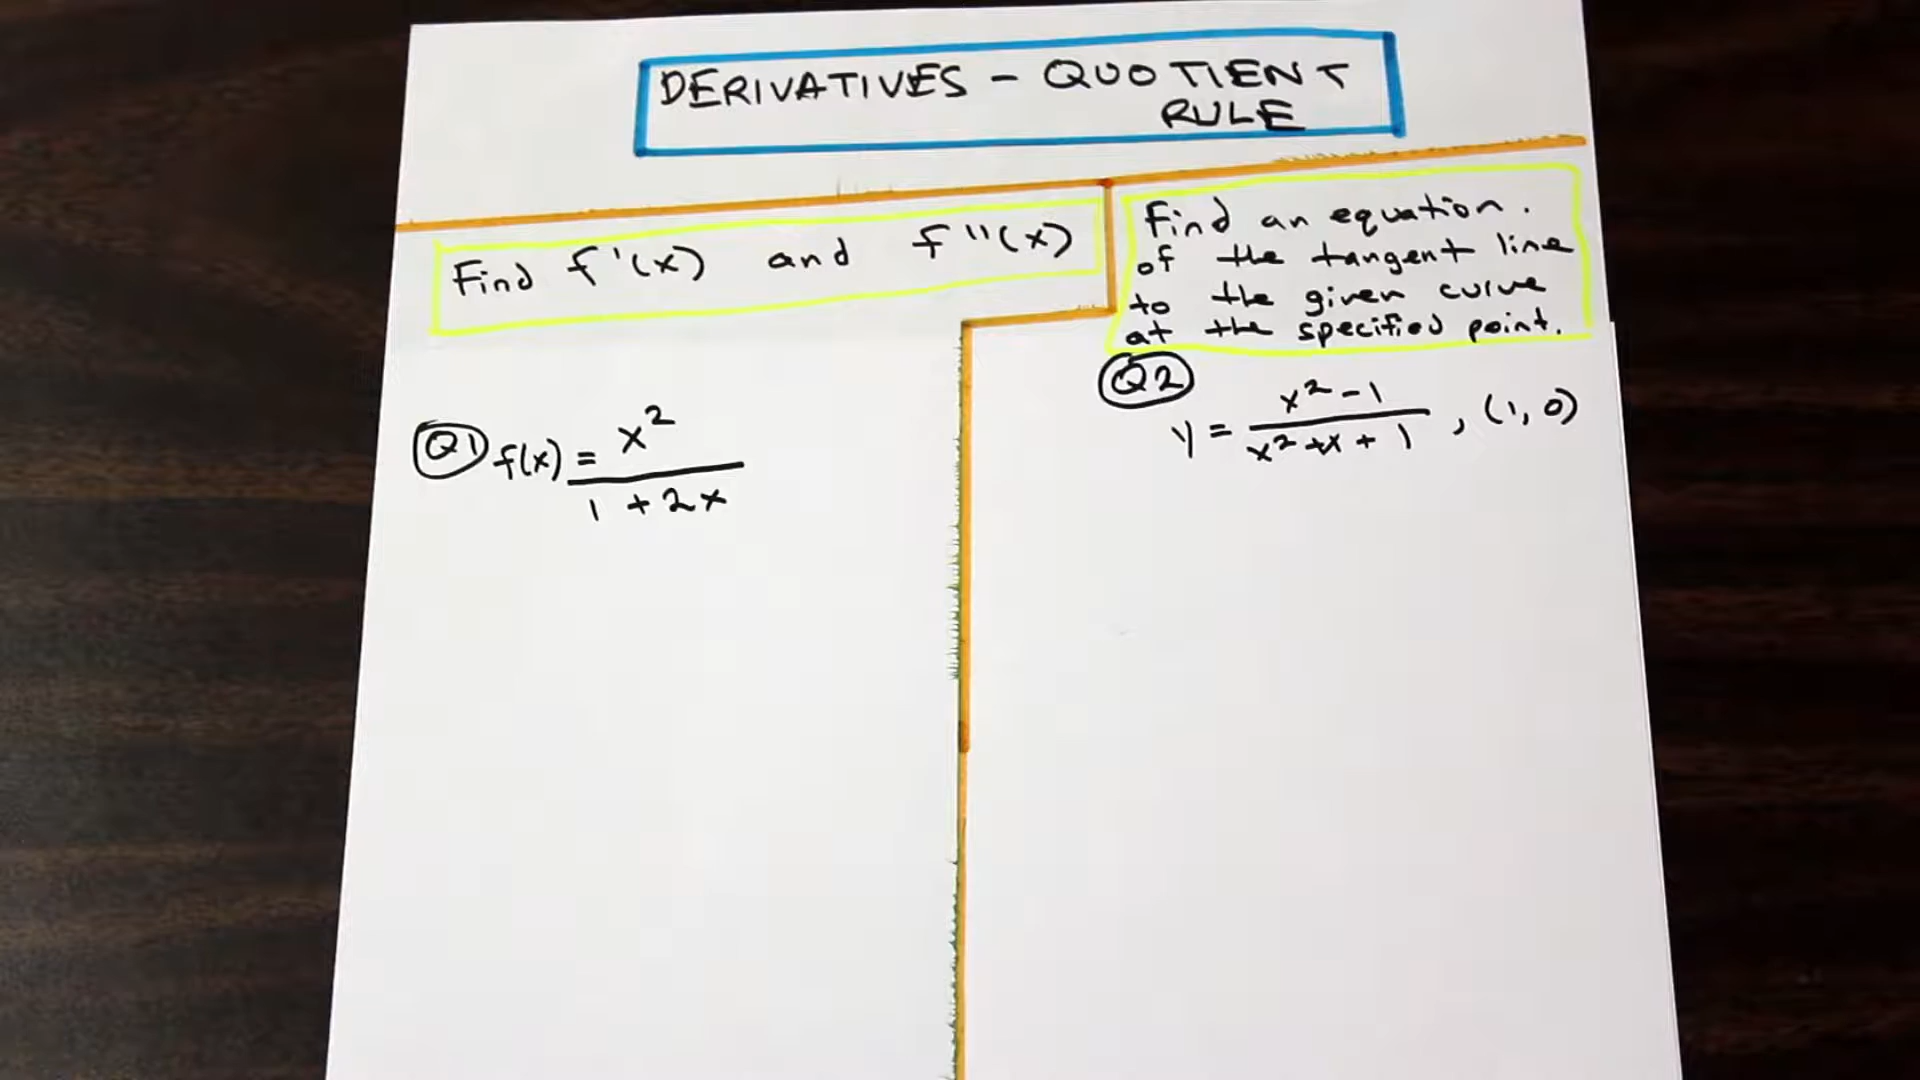 DERIVATIVES - QUOTIENT
RULE
Find f'(x) and f''(x)
Find an equation.
of the tangent line
to the given curve
at the specified point.
Q1 f(x) = x²
1 + 2x
Q2
y = x² - 1 , (1, 0)
x² + x + 1